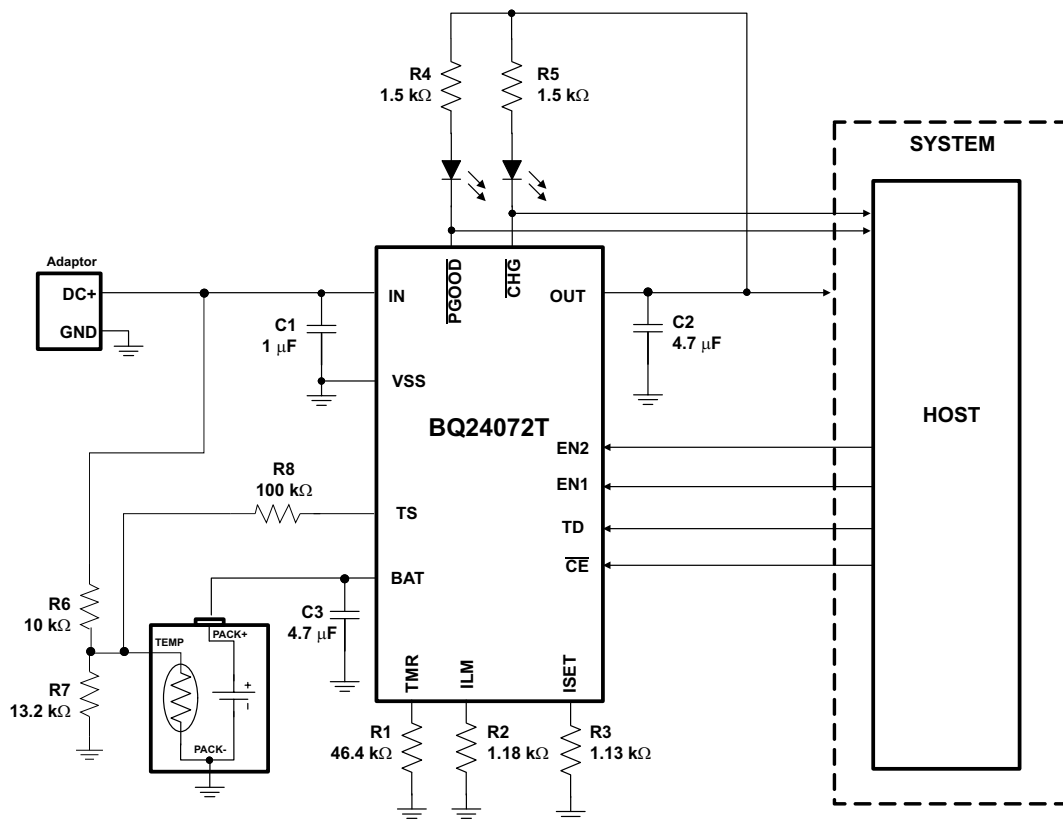 R4
1.5 kΩ
R5
1.5 kΩ
SYSTEM
Adaptor
DC+
GND
C1
1 μF
IN
VSS
PGOOD
CHG
OUT
C2
4.7 μF
BQ24072T
HOST
EN2
EN1
TD
CE
R8
100 kΩ
TS
BAT
R6
10 kΩ
R7
13.2 kΩ
TEMP
PACK+
+
−
PACK-
C3
4.7 μF
TMR
ILM
ISET
R1
46.4 kΩ
R2
1.18 kΩ
R3
1.13 kΩ